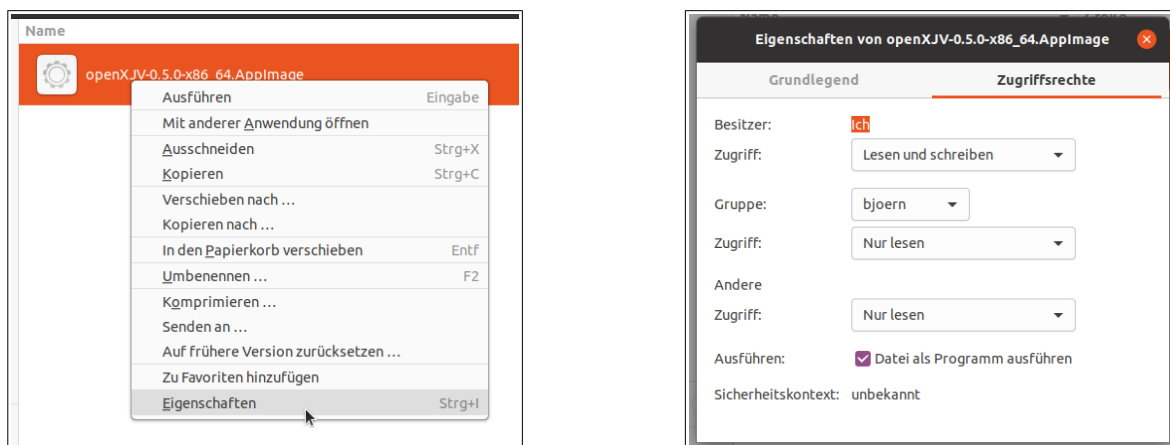 Name
openXJV-0.5.0-x86_64.AppImage
Ausführen Eingabe
Mit anderer Anwendung öffnen
Ausschneiden Strg+X
Kopieren Strg+C
Verschieben nach …
Kopieren nach …
In den Papierkorb verschieben Entf
Umbenennen … F2
Komprimieren …
Senden an …
Auf frühere Version zurücksetzen …
Zu Favoriten hinzufügen
Eigenschaften Strg+I
Eigenschaften von openXJV-0.5.0-x86_64.AppImage
Grundlegend Zugriffsrechte
Besitzer: Ich
Zugriff: Lesen und schreiben
Gruppe: bjoern
Zugriff: Nur lesen
Andere
Zugriff: Nur lesen
Ausführen: Datei als Programm ausführen
Sicherheitskontext: unbekannt